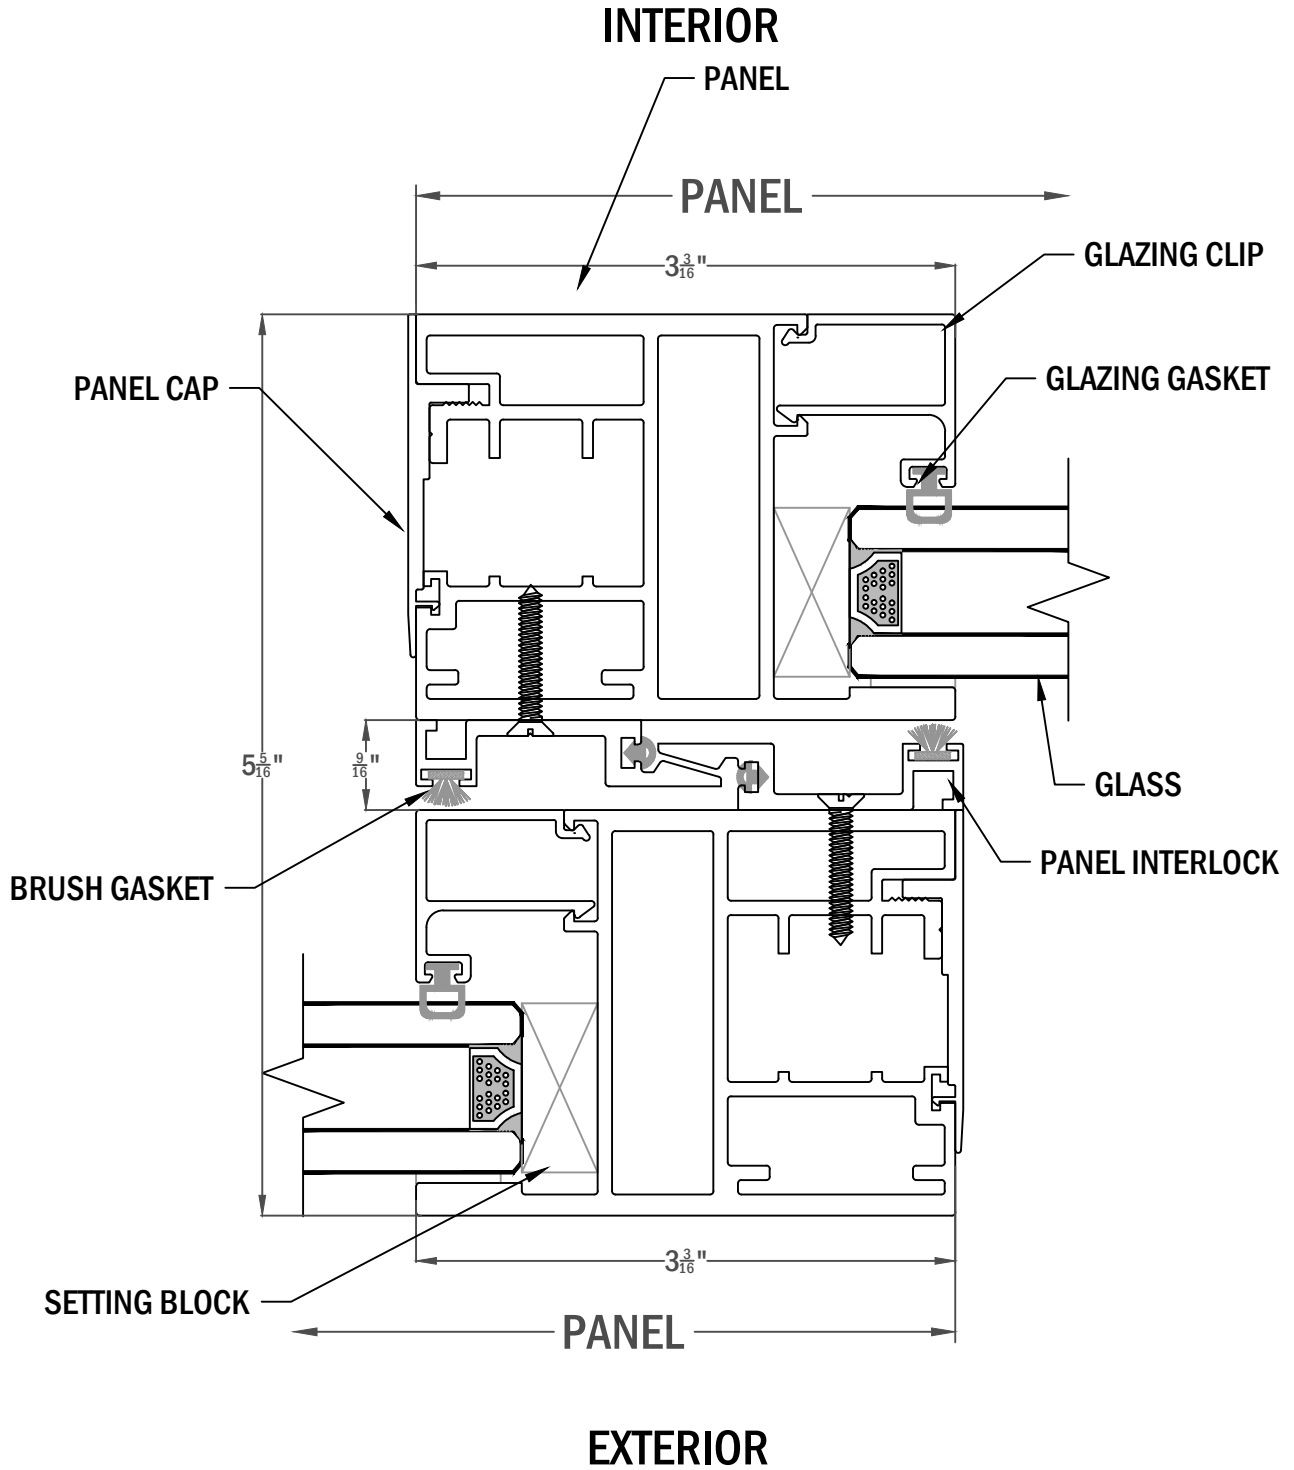 INTERIOR
PANEL
PANEL
GLAZING CLIP
3 3/16"
GLAZING GASKET
PANEL CAP
5 5/16"
9/16"
GLASS
PANEL INTERLOCK
BRUSH GASKET
3 3/16"
SETTING BLOCK
PANEL
EXTERIOR